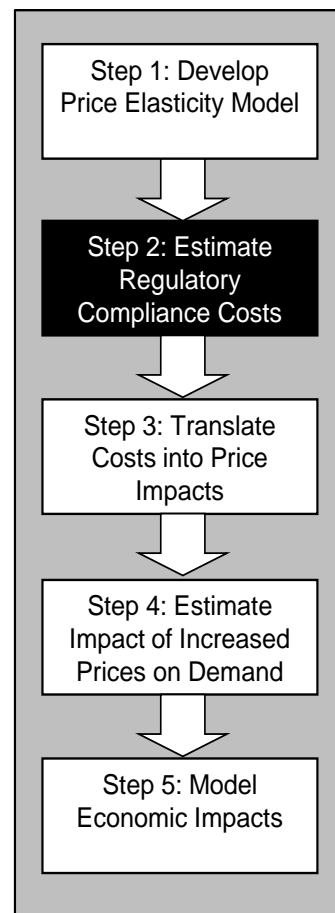 Step 1: Develop
Price Elasticity Model
Step 2: Estimate
Regulatory
Compliance Costs
Step 3: Translate
Costs into Price
Impacts
Step 4: Estimate
Impact of Increased
Prices on Demand
Step 5: Model
Economic Impacts